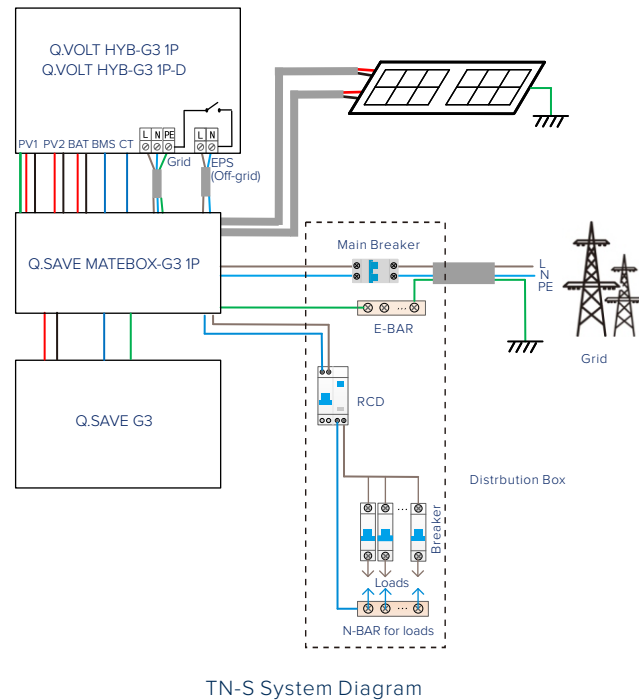 Q.VOLT HYB-G3 1P
Q.VOLT HYB-G3 1P-D
L N PE
L N
PV1 PV2 BAT BMS CT
Grid
EPS
(Off-grid)
Q.SAVE MATEBOX-G3 1P
Main Breaker
L
N
PE
E-BAR
...
Grid
Q.SAVE G3
RCD
Distrbution Box
...
Breaker
Loads
...
N-BAR for loads
TN-S System Diagram